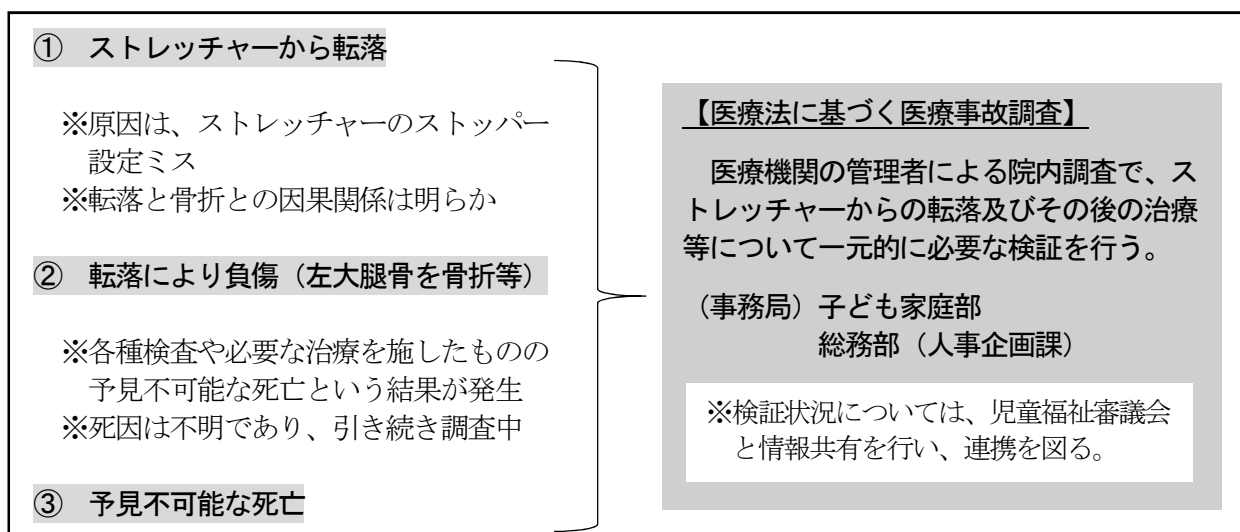 ① ストレッチャーから転落
※原因は、ストレッチャーのストッパー
設定ミス
※転落と骨折との因果関係は明らか
② 転落により負傷（左大腿骨を骨折等）
※各種検査や必要な治療を施したものの
予見不可能な死亡という結果が発生
※死因は不明であり、引き続き調査中
③ 予見不可能な死亡
【医療法に基づく医療事故調査】
医療機関の管理者による院内調査で、ス
トレッチャーからの転落及びその後の治療
等について一元的に必要な検証を行う。
（事務局）子ども家庭部
総務部（人事企画課）
※検証状況については、児童福祉審議会
と情報共有を行い、連携を図る。